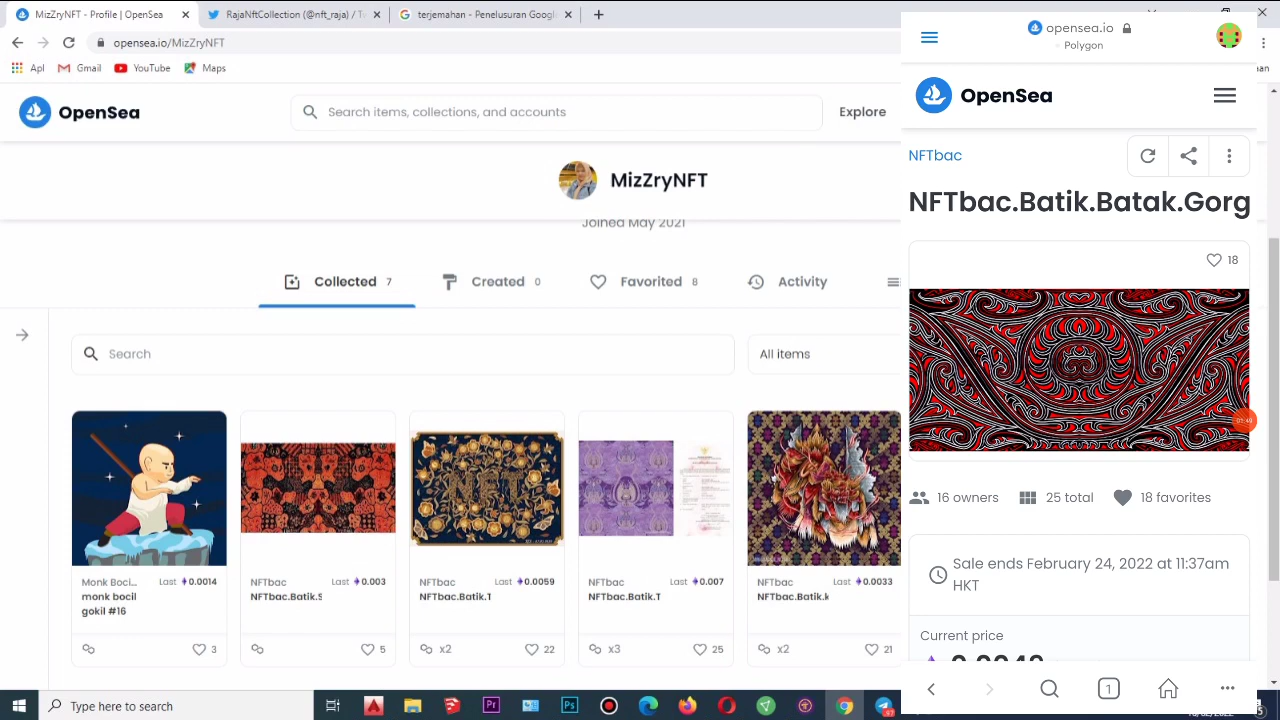 MizZryNFT - Profile | OpenSea
RajaNftCollection (@nft_raja) / T
terjemahan - Penelusuran Googl
opensea.io/MizZryNFT
Apl
Gmail
YouTube
Maps
OpenSea
Search items, collections, and accounts
Explore
MizZryNFT
Joined May 2021
Collected 7
Created 0
Favorited 8
Activity
Search
All items
Monk Boci... Last 0.0014
monk bocil
gokil #16
3
NFTbac Last 0.003
NFTbac.Batik.S
5
NFTbac Last 0.0059
NFTbac.Batik.T
x2 22
NFTbac Last 0.007
NFTbac.Batik.T
x3 25
NFTbac Last 0.0033
NFTbac.Batik.k
x2 21
Type here to search
opensea.io
Polygon
OpenSea
NFTbac
NFTbac.Batik.Batak.Gorg
18
01:49
16 owners
25 total
18 favorites
Sale ends February 24, 2022 at 11:37am
HKT
Current price
1